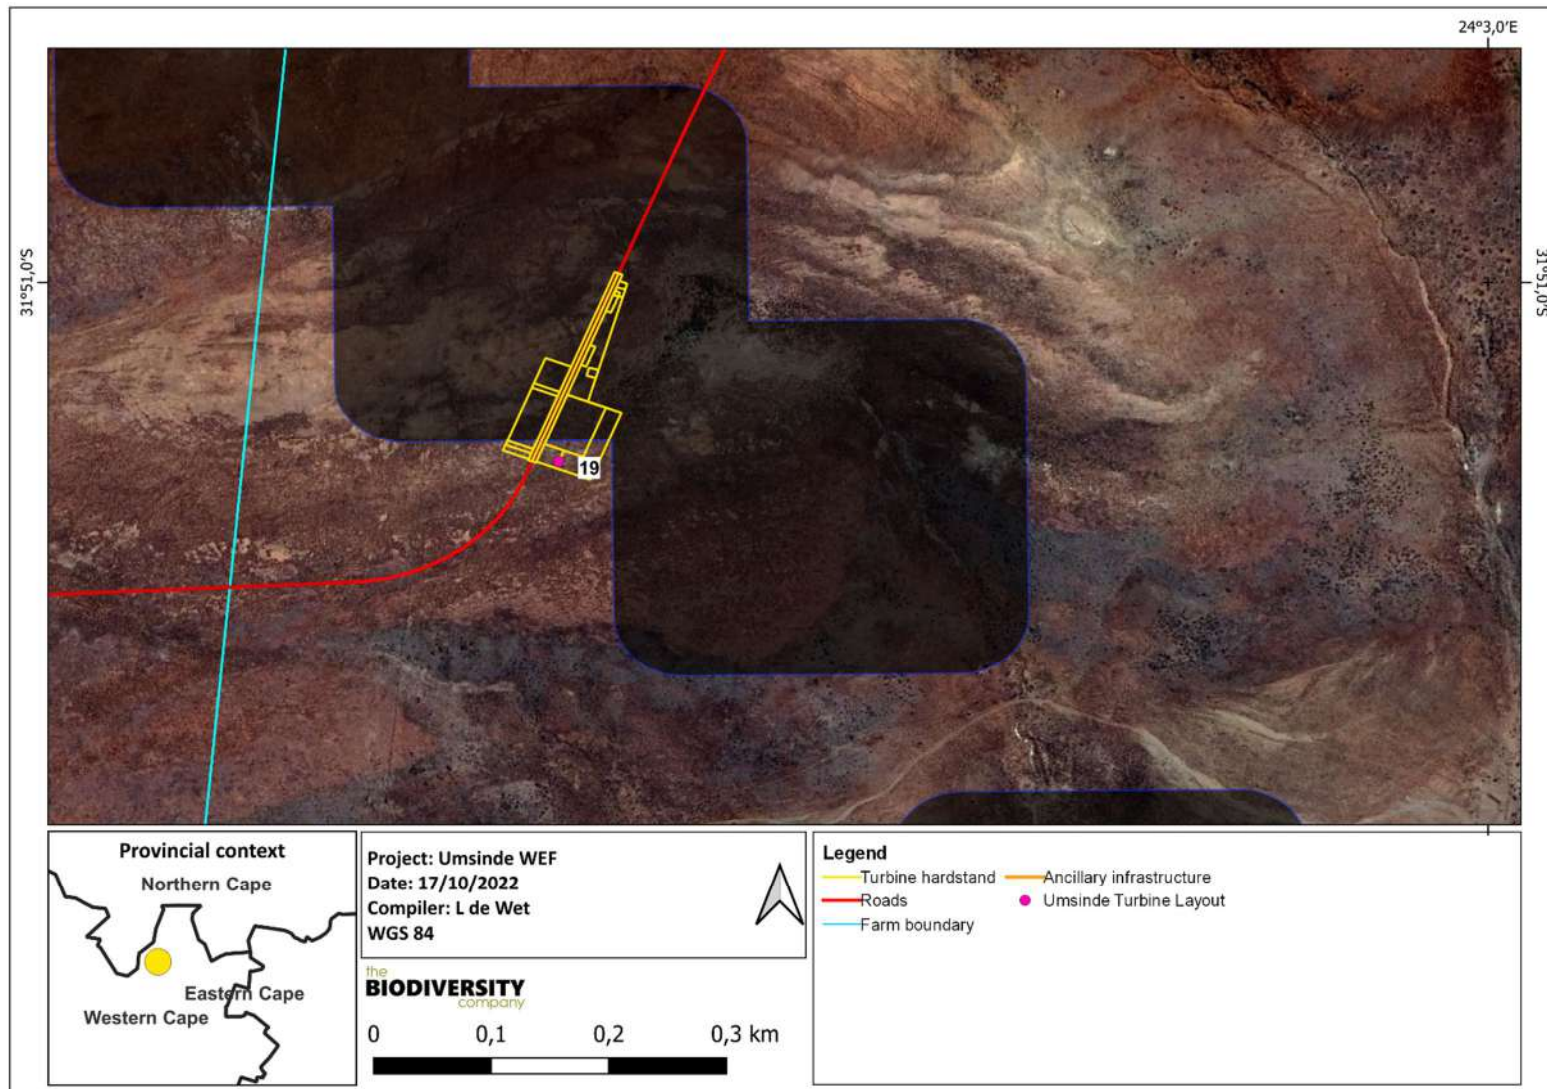 24°3,0'E
31°51,0'S
31°51,0'S
19
Provincial context
Northern Cape
Eastern Cape
Western Cape
Project: Umsinde WEF
Date: 17/10/2022
Compiler: L de Wet
WGS 84
the
BIODIVERSITY
company
0 0,1 0,2 0,3 km
Legend
Turbine hardstand
Roads
Farm boundary
Ancillary infrastructure
Umsinde Turbine Layout